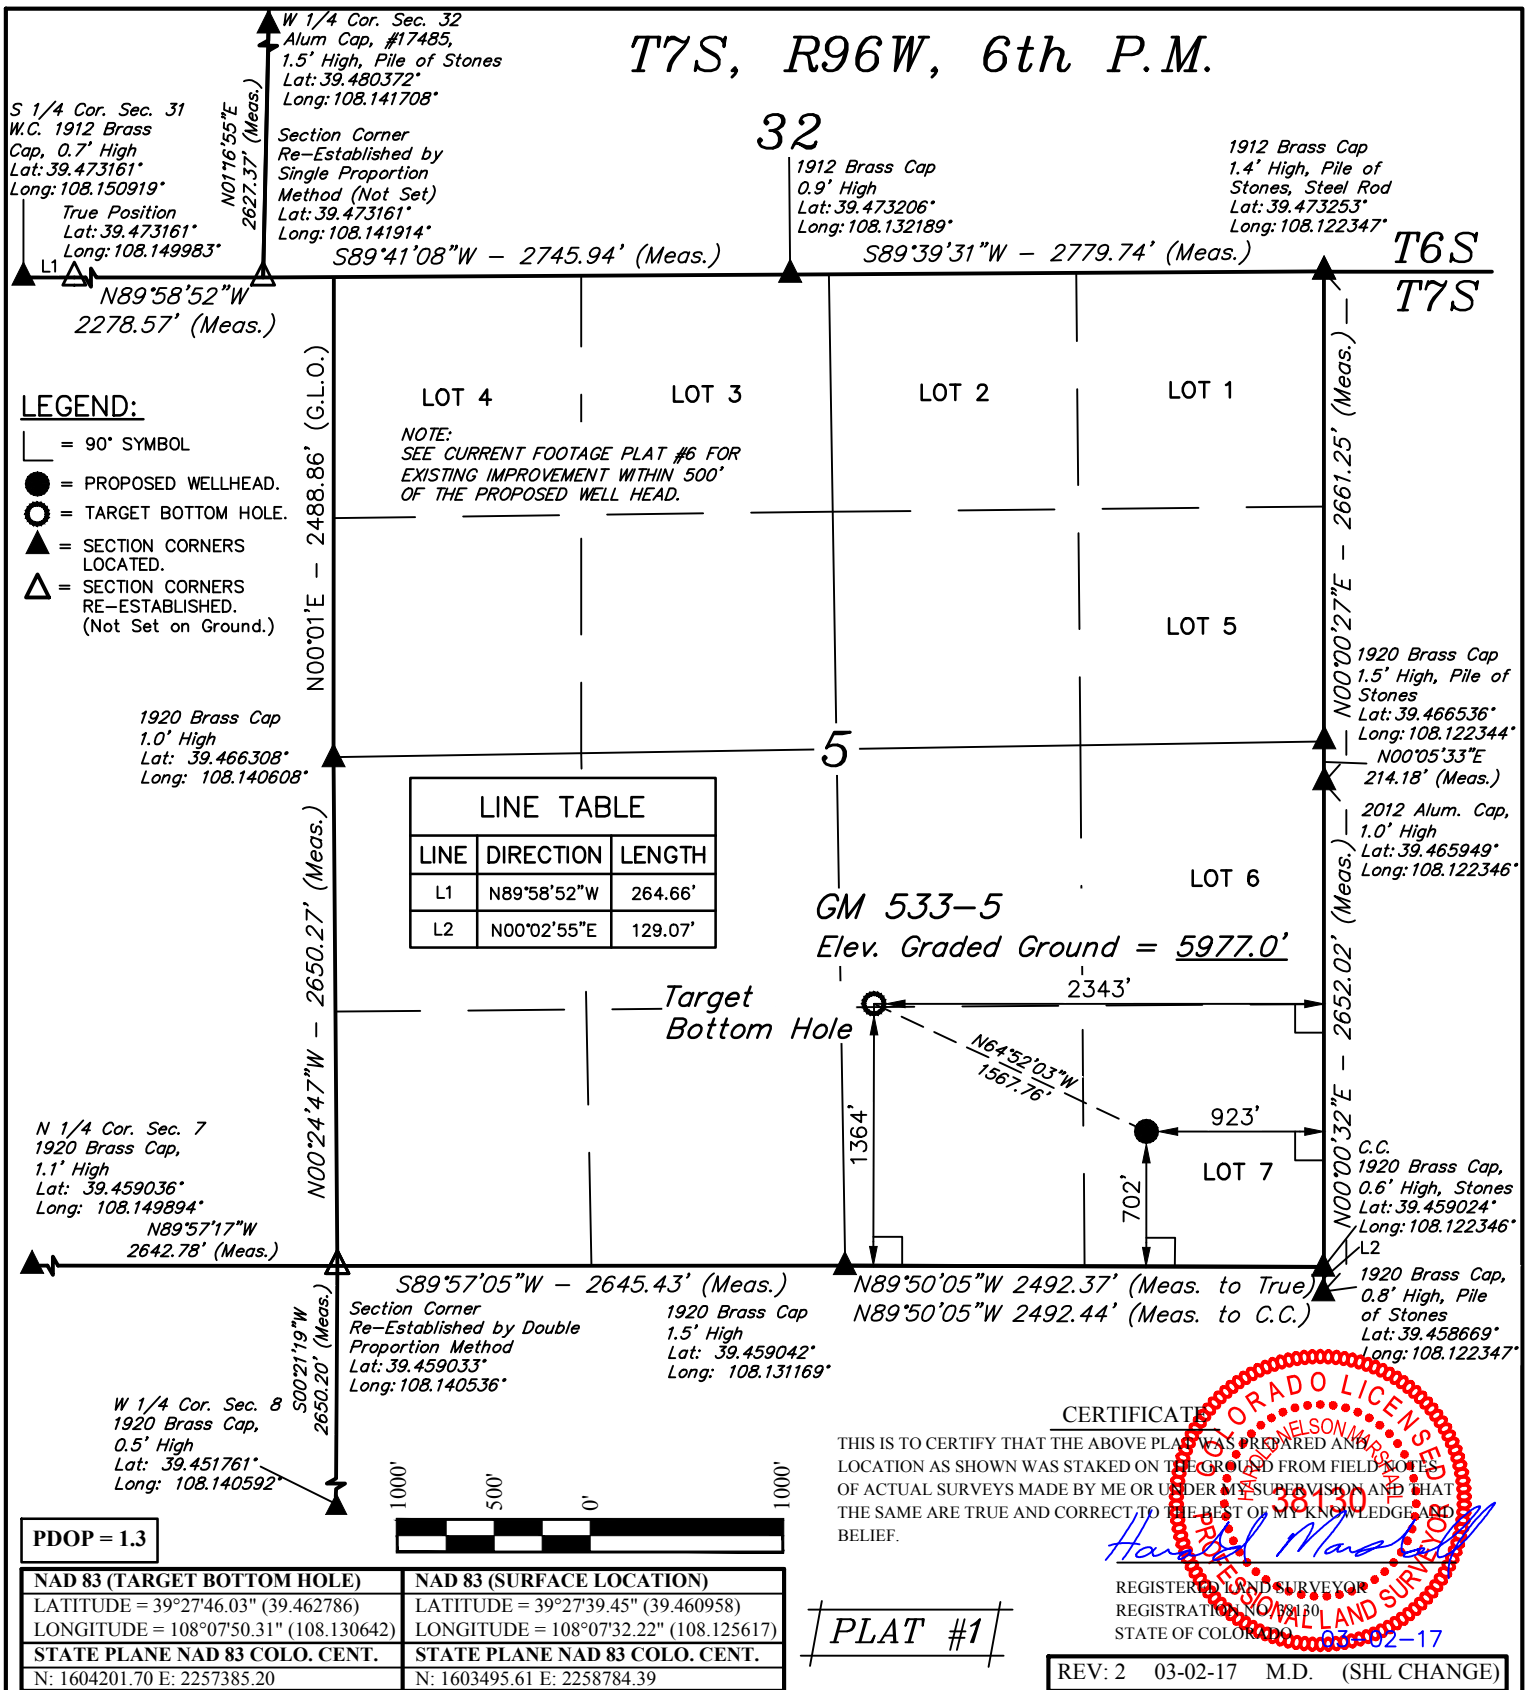 T7S, R96W, 6th P.M.
W 1/4 Cor. Sec. 32
Alum Cap, #17485,
1.5' High, Pile of Stones
Lat: 39.480372°
Long: 108.141708°
S 1/4 Cor. Sec. 31
W.C. 1912 Brass
Cap, 0.7' High
Lat: 39.473161°
Long: 108.150919°
N01°16'55"E
2627.37' (Meas.)
Section Corner
Re-Established by
Single Proportion
Method (Not Set)
Lat: 39.473161°
Long: 108.141914°
True Position
Lat: 39.473161°
Long: 108.149983°
32
1912 Brass Cap
0.9' High
Lat: 39.473206°
Long: 108.132189°
1912 Brass Cap
1.4' High, Pile of
Stones, Steel Rod
Lat: 39.473253°
Long: 108.122347°
L1
S89°41'08"W - 2745.94' (Meas.)
S89°39'31"W - 2779.74' (Meas.)
T6S
T7S
N89°58'52"W
2278.57' (Meas.)
N00°01'E - 2488.86' (G.L.O.)
LOT 4
LOT 3
LOT 2
LOT 1
N00°00'27"E - 2661.25' (Meas.)
LEGEND:
= 90° SYMBOL
= PROPOSED WELLHEAD.
= TARGET BOTTOM HOLE.
= SECTION CORNERS
LOCATED.
= SECTION CORNERS
RE-ESTABLISHED.
(Not Set on Ground.)
NOTE:
SEE CURRENT FOOTAGE PLAT #6 FOR
EXISTING IMPROVEMENT WITHIN 500'
OF THE PROPOSED WELL HEAD.
LOT 5
1920 Brass Cap
1.5' High, Pile of
Stones
Lat: 39.466536°
Long: 108.122344°
1920 Brass Cap
1.0' High
Lat: 39.466308°
Long: 108.140608°
5
N00°05'33"E
214.18' (Meas.)
2012 Alum. Cap,
1.0' High
Lat: 39.465949°
Long: 108.122346°
LINE TABLE
LINE DIRECTION LENGTH
L1 N89°58'52"W 264.66'
L2 N00°02'55"E 129.07'
N00°24'47"W - 2650.27' (Meas.)
LOT 6
GM 533-5
Elev. Graded Ground = 5977.0'
N00°00'32"E - 2652.02' (Meas.)
Target
Bottom Hole
2343'
N64°52'03"W
1567.76'
1364'
923'
702'
LOT 7
N 1/4 Cor. Sec. 7
1920 Brass Cap,
1.1' High
Lat: 39.459036°
Long: 108.149894°
N89°57'17"W
2642.78' (Meas.)
C.C.
1920 Brass Cap,
0.6' High, Stones
Lat: 39.459024°
Long: 108.122346°
L2
S89°57'05"W - 2645.43' (Meas.)
N89°50'05"W 2492.37' (Meas. to True)
N89°50'05"W 2492.44' (Meas. to C.C.)
1920 Brass Cap,
0.8' High, Pile
of Stones
Lat: 39.458669°
Long: 108.122347°
S00°21'19"W
2650.20' (Meas.)
Section Corner
Re-Established by Double
Proportion Method
Lat: 39.459033°
Long: 108.140536°
1920 Brass Cap
1.5' High
Lat: 39.459042°
Long: 108.131169°
W 1/4 Cor. Sec. 8
1920 Brass Cap,
0.5' High
Lat: 39.451761°
Long: 108.140592°
1000' 500' 0' 1000'
PDOP = 1.3
CERTIFICATE
THIS IS TO CERTIFY THAT THE ABOVE PLAT WAS PREPARED AND
LOCATION AS SHOWN WAS STAKED ON THE GROUND FROM FIELD NOTES
OF ACTUAL SURVEYS MADE BY ME OR UNDER MY SUPERVISION AND THAT
THE SAME ARE TRUE AND CORRECT TO THE BEST OF MY KNOWLEDGE AND
BELIEF.
COLORADO LICENSED
HAROLD NELSON MARSHALL
38130
PROFESSIONAL LAND SURVEYOR
Harold Marshall
REGISTERED LAND SURVEYOR
REGISTRATION NO. 38130
STATE OF COLORADO
03-02-17
NAD 83 (TARGET BOTTOM HOLE)
LATITUDE = 39°27'46.03" (39.462786)
LONGITUDE = 108°07'50.31" (108.130642)
STATE PLANE NAD 83 COLO. CENT.
N: 1604201.70 E: 2257385.20
NAD 83 (SURFACE LOCATION)
LATITUDE = 39°27'39.45" (39.460958)
LONGITUDE = 108°07'32.22" (108.125617)
STATE PLANE NAD 83 COLO. CENT.
N: 1603495.61 E: 2258784.39
PLAT #1
REV: 2 03-02-17 M.D. (SHL CHANGE)